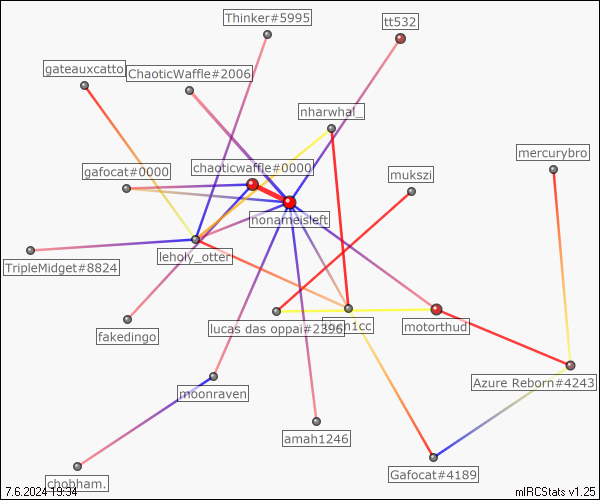 Thinker#5995
tt532
gateauxcatto
ChaoticWaffle#2006
nharwhal_
mercurybro
gafocat#0000
chaoticwaffle#0000
mukszi
nonameisleft
leholy_otter
TripleMidget#8824
fakedingo
lucas das oppai#2396
motorthud
Azure Reborn#4243
moonraven
amah1246
chobham.
Gafocat#4189
7.6.2024 19:34
mIRCStats v1.25